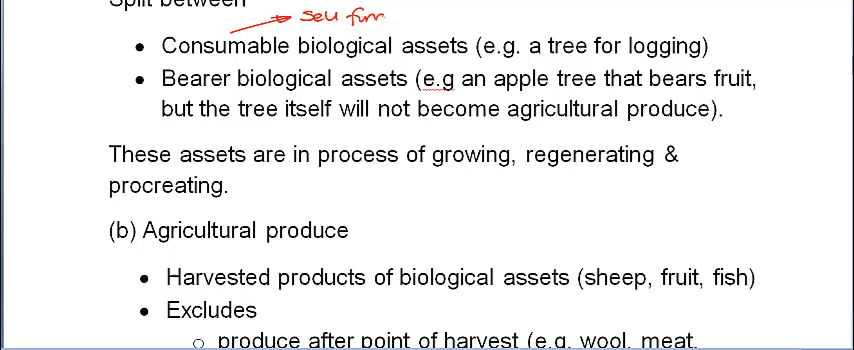 Split between
sell
• Consumable biological assets (e.g. a tree for logging)
• Bearer biological assets (e.g an apple tree that bears fruit,
but the tree itself will not become agricultural produce).
These assets are in process of growing, regenerating &
procreating.
(b) Agricultural produce
• Harvested products of biological assets (sheep, fruit, fish)
• Excludes
o produce after point of harvest (e.g. wool, meat,